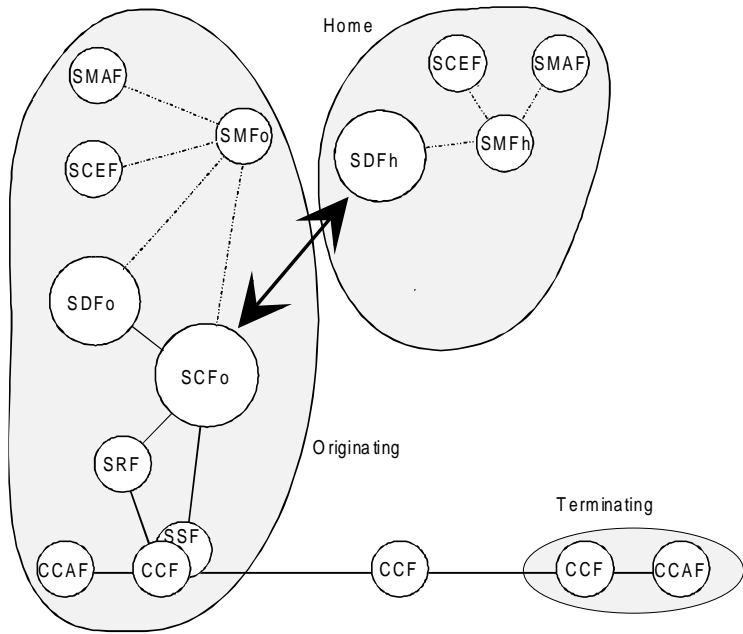 Home
SMAF
SCEF
SMAF
SMFo
SDFh
SMFh
SCEF
SDFo
SCFo
Originating
SRF
Terminating
SSF
CCAF
CCF
CCF
CCF
CCAF